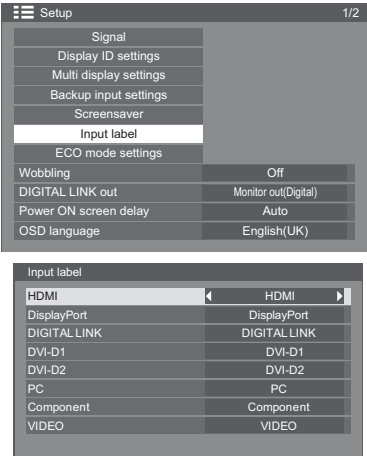 Setup 1/2
Signal
Display ID settings
Multi display settings
Backup input settings
Screensaver
Input label
ECO mode settings
Wobbling Off
DIGITAL LINK out Monitor out(Digital)
Power ON screen delay Auto
OSD language English(UK)
Input label
HDMI HDMI
DisplayPort DisplayPort
DIGITAL LINK DIGITAL LINK
DVI-D1 DVI-D1
DVI-D2 DVI-D2
PC PC
Component Component
VIDEO VIDEO